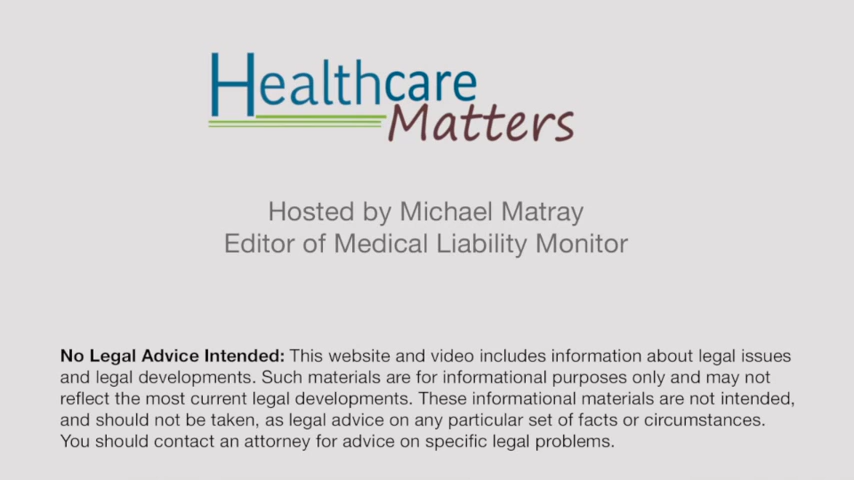 Healthcare
Matters
Hosted by Michael Matray
Editor of Medical Liability Monitor
No Legal Advice Intended: This website and video includes information about legal issues
and legal developments. Such materials are for informational purposes only and may not
reflect the most current legal developments. These informational materials are not intended,
and should not be taken, as legal advice on any particular set of facts or circumstances.
You should contact an attorney for advice on specific legal problems.